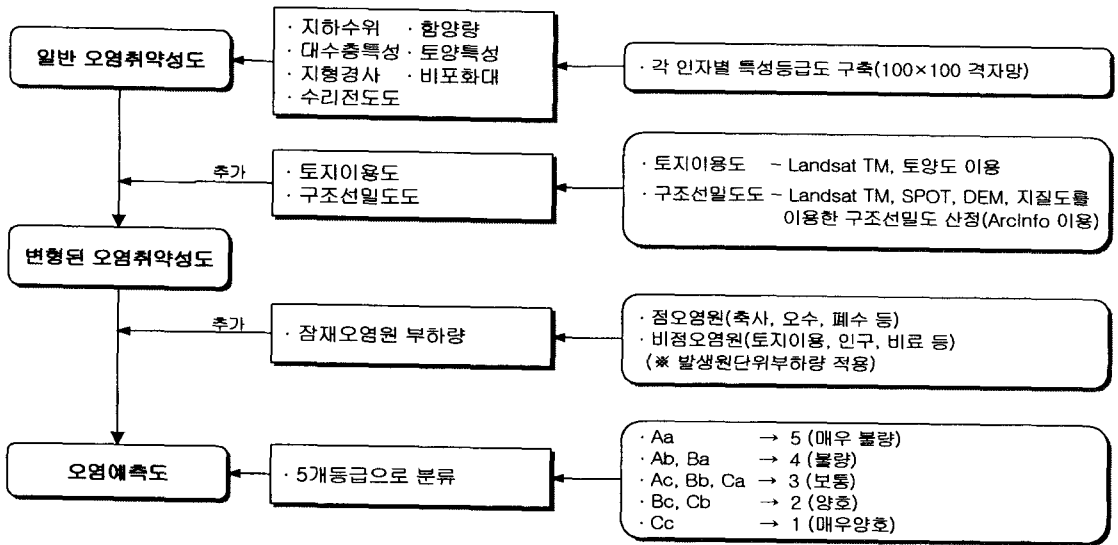 일반 오염취약성도
· 지하수위 · 함양량
· 대수층특성 · 토양특성
· 지형경사 · 비포화대
· 수리전도도
· 각 인자별 특성등급도 구축(100×100 격자망)
추가
· 토지이용도
· 구조선밀도도
· 토지이용도 ~ Landsat TM, 토양도 이용
· 구조선밀도도 ~ Landsat TM, SPOT, DEM, 지질도를
이용한 구조선밀도 산정(Arcinfo 이용)
변형된 오염취약성도
추가
· 잠재오염원 부하량
· 점오염원(축사, 오수, 폐수 등)
· 비점오염원(토지이용, 인구, 비료 등)
(※ 발생원단위부하량 적용)
오염예측도
· 5개등급으로 분류
· Aa → 5 (매우 불량)
· Ab, Ba → 4 (불량)
· Ac, Bb, Ca → 3 (보통)
· Bc, Cb → 2 (양호)
· Cc → 1 (매우양호)